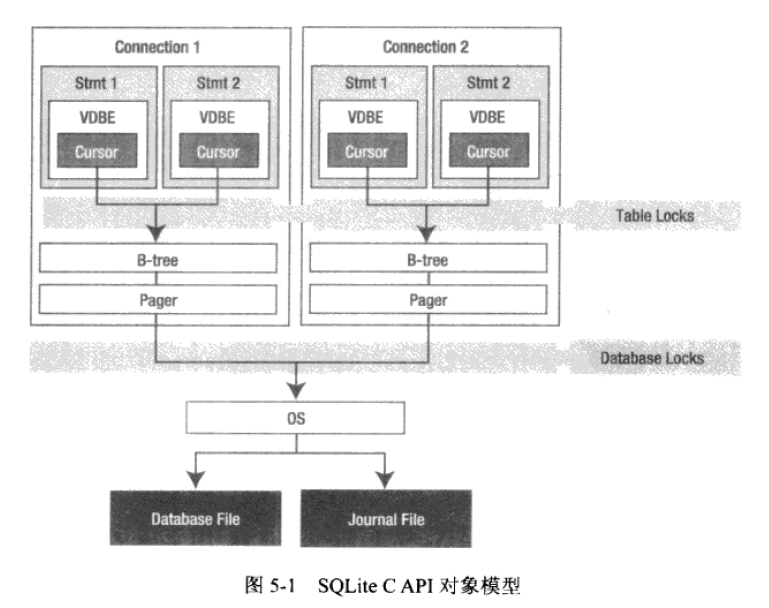 Connection 1
Connection 2
Stmt 1
Stmt 2
Stmt 1
Stmt 2
VDBE
VDBE
VDBE
VDBE
Cursor
Cursor
Cursor
Cursor
Table Locks
B-tree
B-tree
Pager
Pager
Database Locks
OS
Database File
Journal File
图 5-1 SQLite C API 对象模型